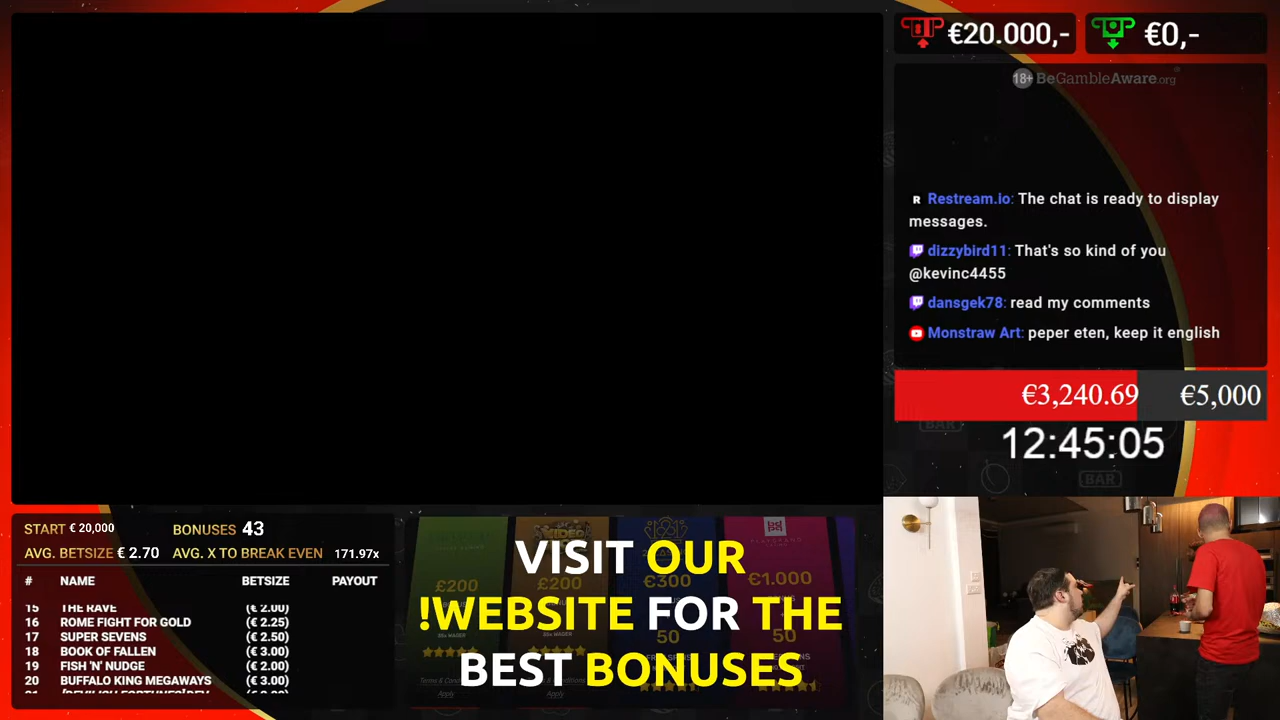 €20.000,-
€0,-
18+ BeGambleAware.org
Restream.io: The chat is ready to display
messages.
dizzybird11: That's so kind of you
@kevinc4455
dansgek78: read my comments
Monstraw Art: peper eten, keep it english
€3,240.69 €5,000
12:45:05
BAR
BAR
START € 20,000 BONUSES 43
AVG. BETSIZE € 2.70 AVG. X TO BREAK EVEN 171.97x
# NAME BETSIZE PAYOUT
15 THE RAVE (€ 2.00)
16 ROME FIGHT FOR GOLD (€ 2.25)
17 SUPER SEVENS (€ 2.50)
18 BOOK OF FALLEN (€ 3.00)
19 FISH 'N' NUDGE (€ 2.00)
20 BUFFALO KING MEGAWAYS (€ 3.00)
£200 £200 €300 €1.000
50 50
VISIT OUR
!WEBSITE FOR THE
BEST BONUSES
Apply Apply